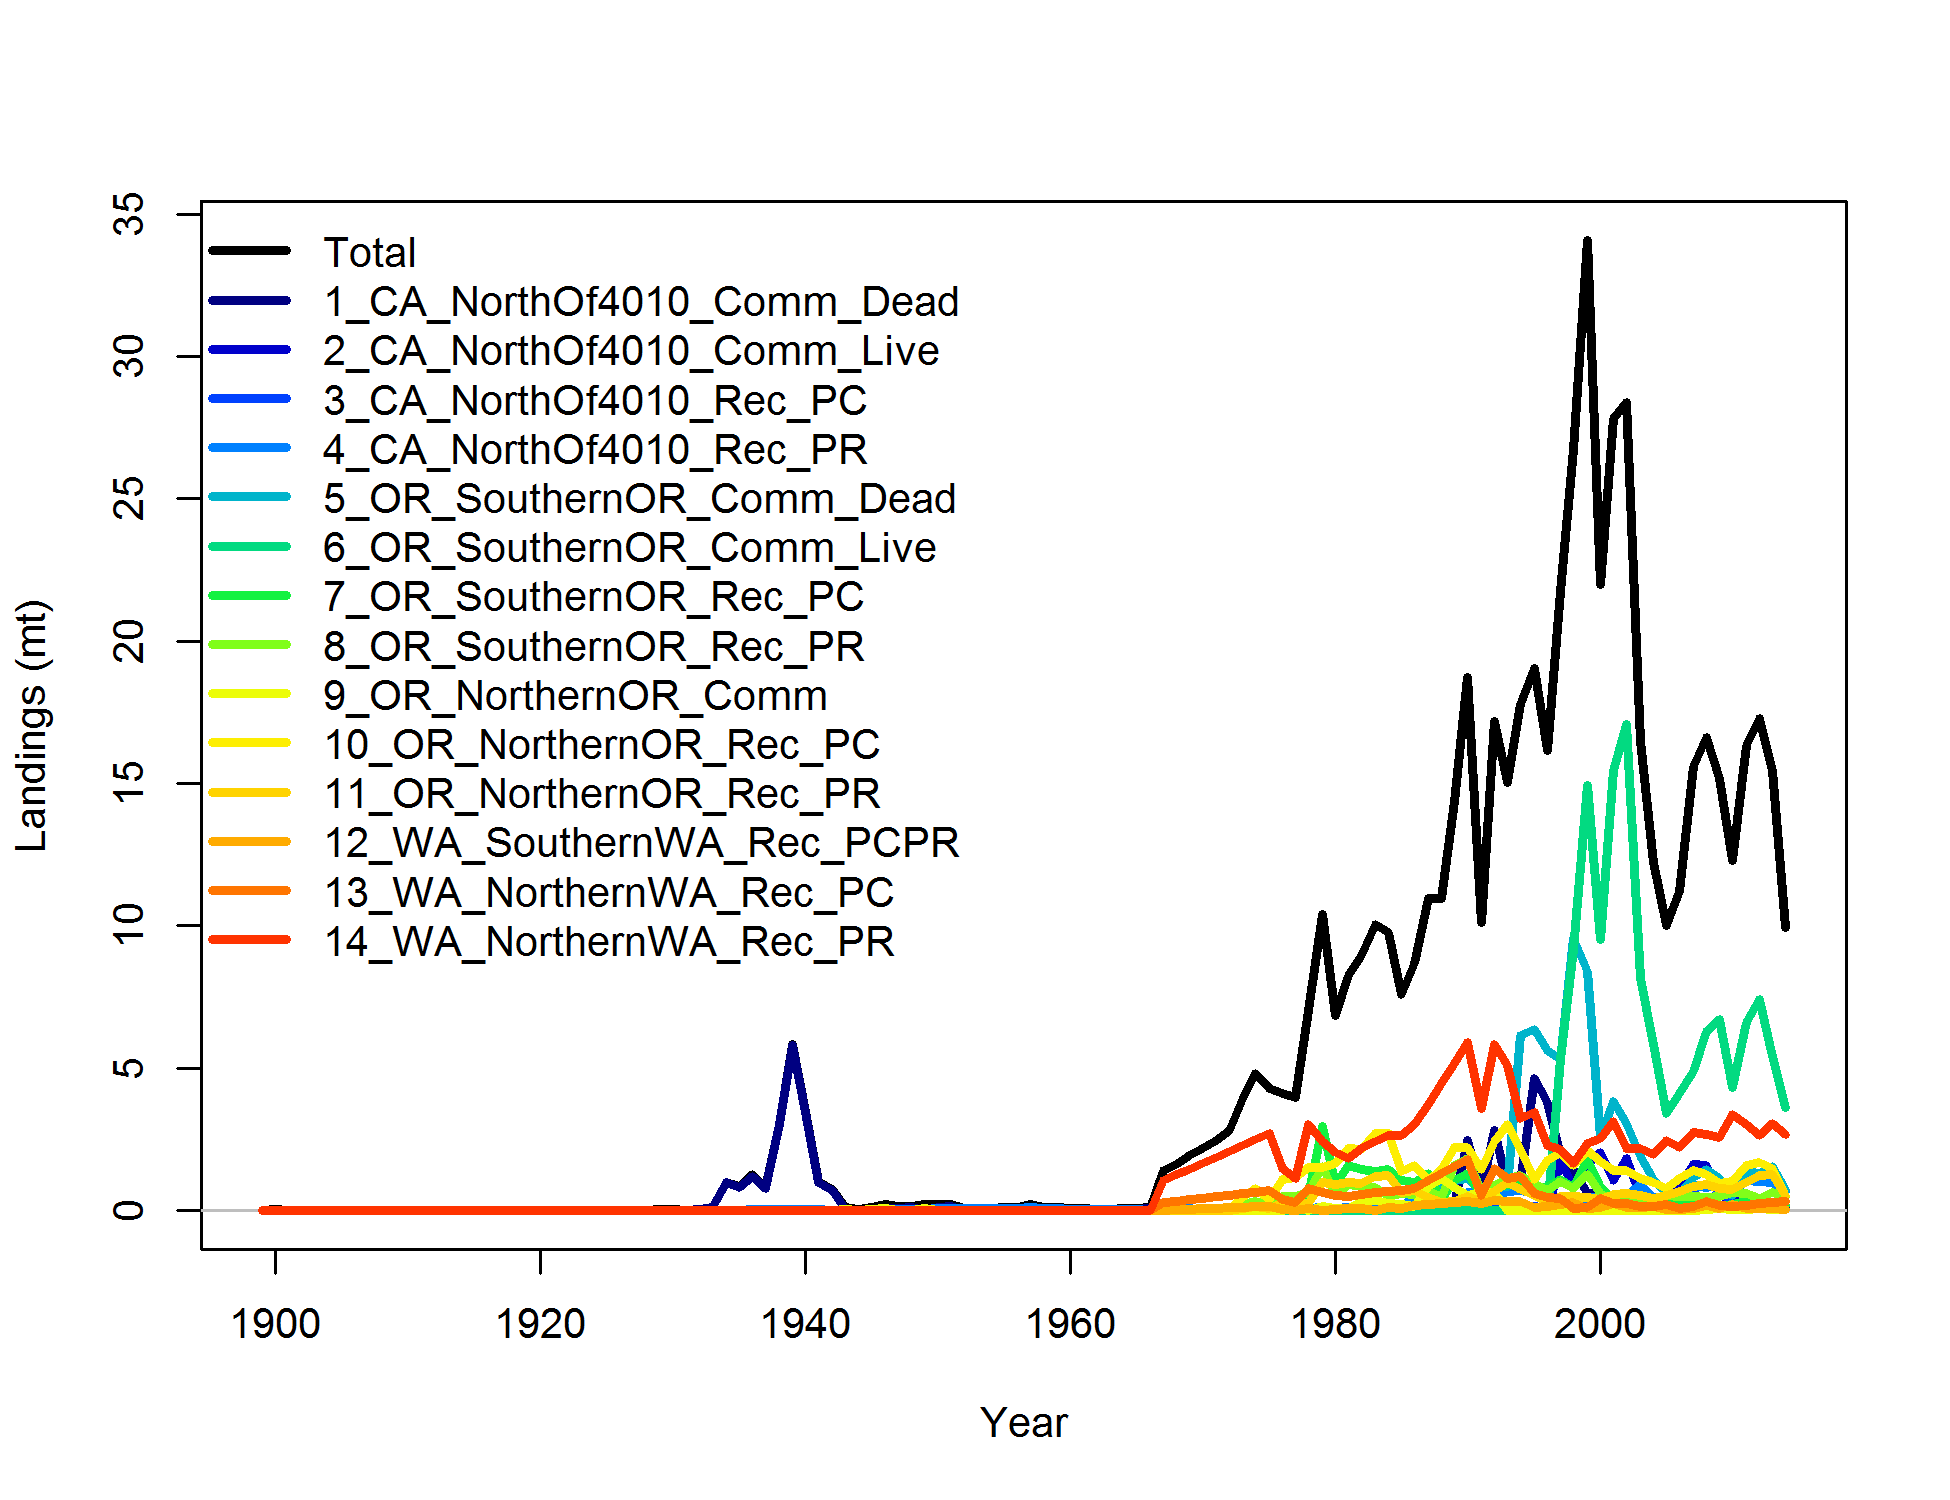 35
30
25
20
15
10
5
0
Landings (mt)
Total
1_CA_NorthOf4010_Comm_Dead
2_CA_NorthOf4010_Comm_Live
3_CA_NorthOf4010_Rec_PC
4_CA_NorthOf4010_Rec_PR
5_OR_SouthernOR_Comm_Dead
6_OR_SouthernOR_Comm_Live
7_OR_SouthernOR_Rec_PC
8_OR_SouthernOR_Rec_PR
9_OR_NorthernOR_Comm
10_OR_NorthernOR_Rec_PC
11_OR_NorthernOR_Rec_PR
12_WA_SouthernWA_Rec_PCPR
13_WA_NorthernWA_Rec_PC
14_WA_NorthernWA_Rec_PR
1900 1920 1940 1960 1980 2000
Year